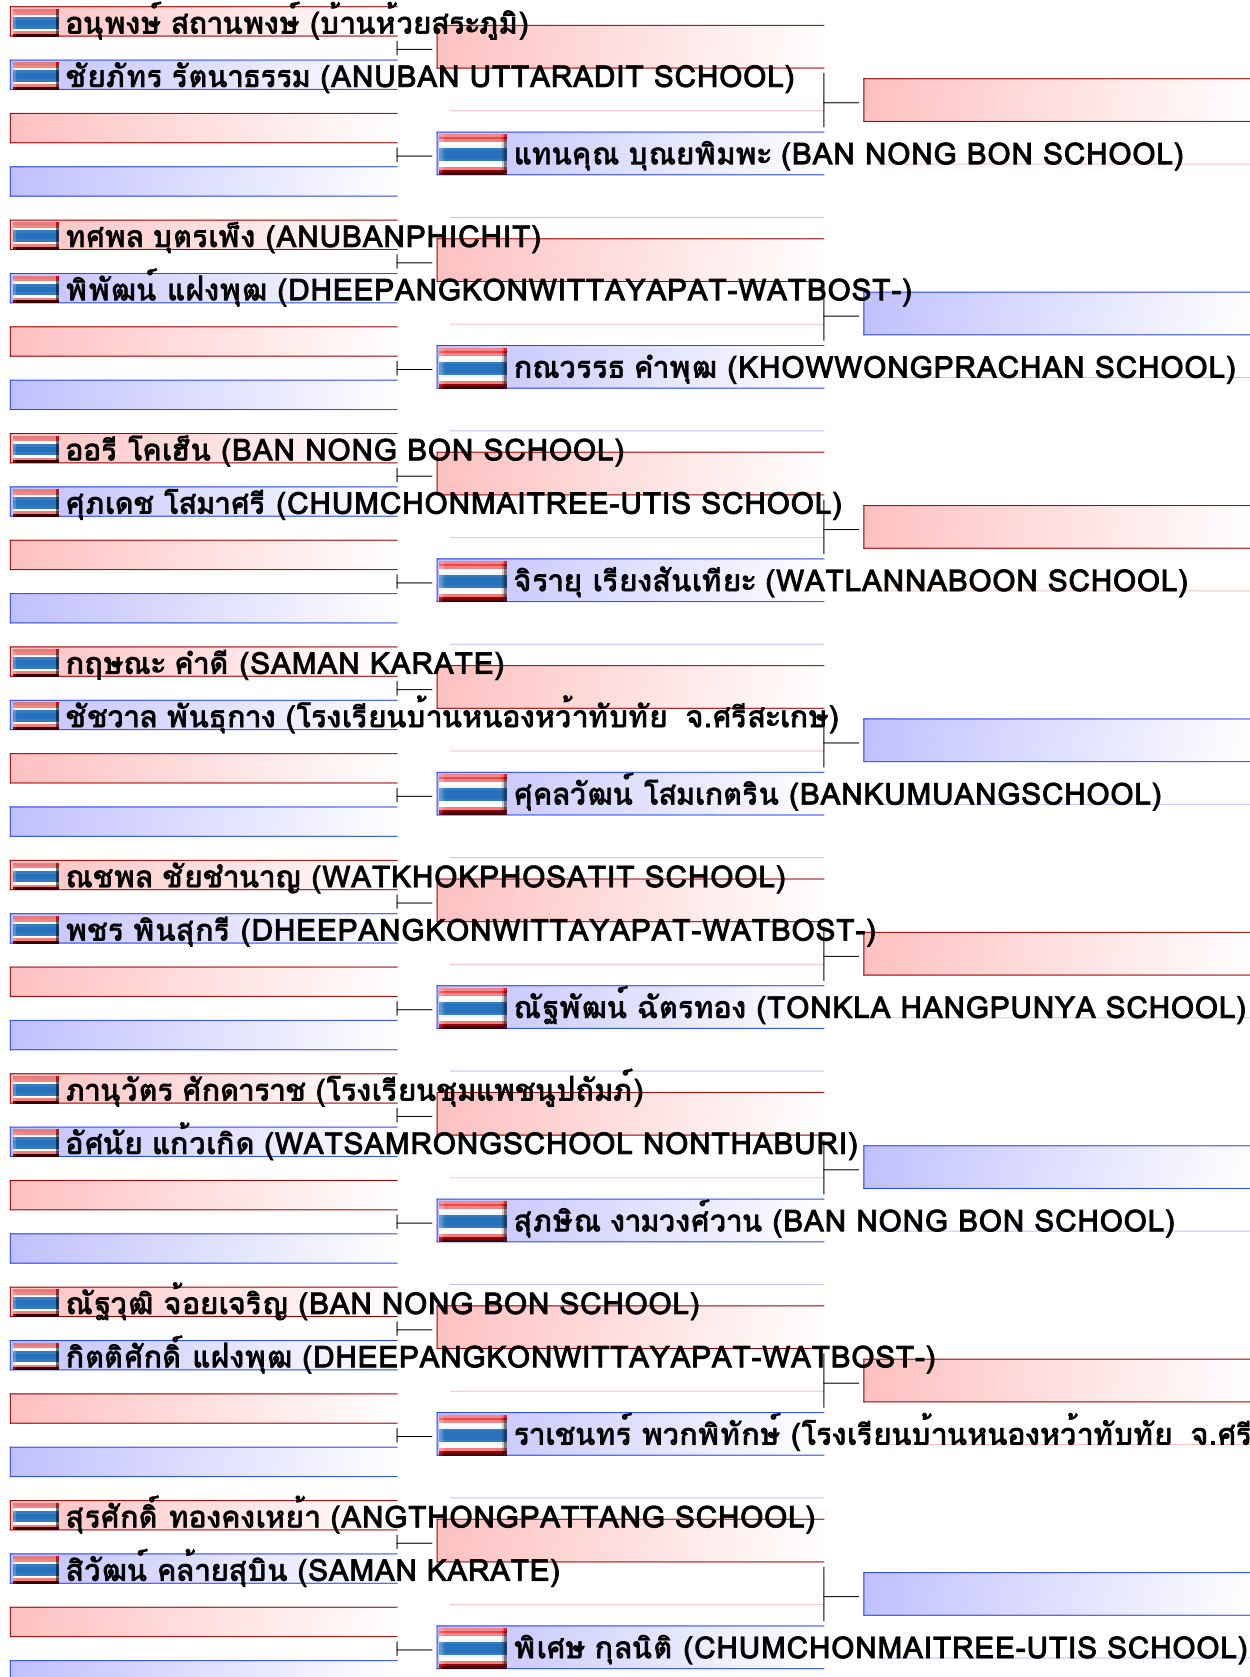 อนุพงษ์ สถานพงษ์ (บ้านห้วยสระภูมิ)
ชัยภัทร รัตนาธรรม (ANUBAN UTTARADIT SCHOOL)
แทนคุณ บุณยพิมพะ (BAN NONG BON SCHOOL)
ทศพล บุตรเพ็ง (ANUBANPHICHIT)
พิพัฒน์ แฝงพุฒ (DHEEPANGKONWITTAYAPAT-WATBOST-)
กณวรรธ คำพุฒ (KHOWWONGPRACHAN SCHOOL)
ออรี โคเฮ็น (BAN NONG BON SCHOOL)
ศุภเดช โสมาศรี (CHUMCHONMAITREE-UTIS SCHOOL)
จิรายุ เรียงสันเทียะ (WATLANNABOON SCHOOL)
กฤษณะ คำดี (SAMAN KARATE)
ชัชวาล พันธุกาง (โรงเรียนบ้านหนองหว้าทับทัย จ.ศรีสะเกษ)
ศุคลวัฒน์ โสมเกตริน (BANKUMUANGSCHOOL)
ณชพล ชัยชำนาญ (WATKHOKPHOSATIT SCHOOL)
พชร พินสุกรี (DHEEPANGKONWITTAYAPAT-WATBOST-)
ณัฐพัฒน์ ฉัตรทอง (TONKLA HANGPUNYA SCHOOL)
ภานุวัตร ศักดาราช (โรงเรียนชุมแพชนูปถัมภ์)
อัศนัย แก้วเกิด (WATSAMRONGSCHOOL NONTHABURI)
สุภษิณ งามวงศ์วาน (BAN NONG BON SCHOOL)
ณัฐวุฒิ จ้อยเจริญ (BAN NONG BON SCHOOL)
กิตติศักดิ์ แฝงพุฒ (DHEEPANGKONWITTAYAPAT-WATBOST-)
ราเชนทร์ พวกพิทักษ์ (โรงเรียนบ้านหนองหว้าทับทัย จ.ศรี
สุรศักดิ์ ทองคงเหย้า (ANGTHONGPATTANG SCHOOL)
สิวัฒน์ คล้ายสุบิน (SAMAN KARATE)
พิเศษ กุลนิติ (CHUMCHONMAITREE-UTIS SCHOOL)